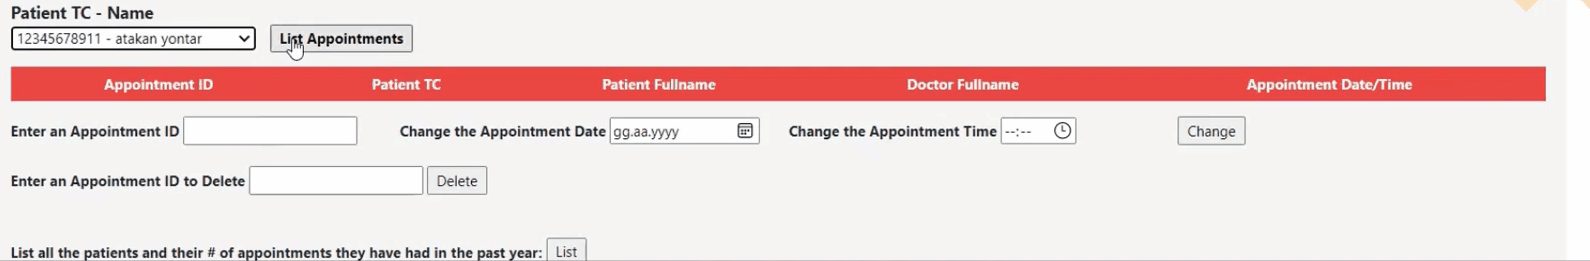 Patient TC - Name
12345678911 - atakan yontar List Appointments
Appointment ID Patient TC Patient Fullname Doctor Fullname Appointment Date/Time
Enter an Appointment ID Change the Appointment Date gg.aa.yyyy Change the Appointment Time --:-- Change
Enter an Appointment ID to Delete Delete
List all the patients and their # of appointments they have had in the past year: List